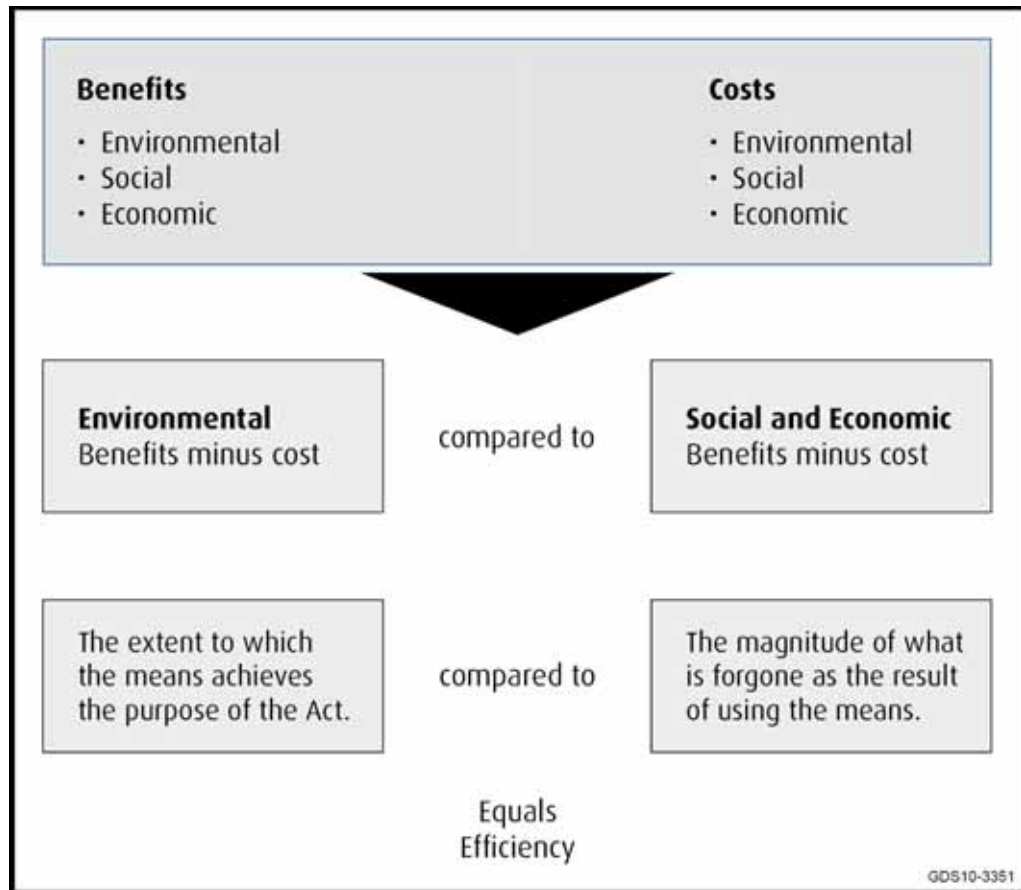 Benefits
· Environmental
· Social
· Economic
Costs
· Environmental
· Social
· Economic
Environmental
Benefits minus cost
compared to
Social and Economic
Benefits minus cost
The extent to which
the means achieves
the purpose of the Act.
compared to
The magnitude of what
is forgone as the result
of using the means.
Equals
Efficiency
GDS10-3351